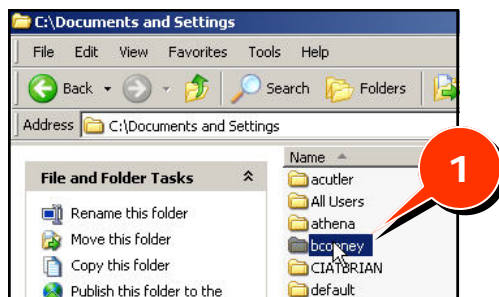 C:\Documents and Settings
File Edit View Favorites Tools Help
Back Search Folders
Address C:\Documents and Settings
Name
File and Folder Tasks
acutler
All Users
Rename this folder
athena
Move this folder
1
Copy this folder
CIATBRIAN
Publish this folder to the
default